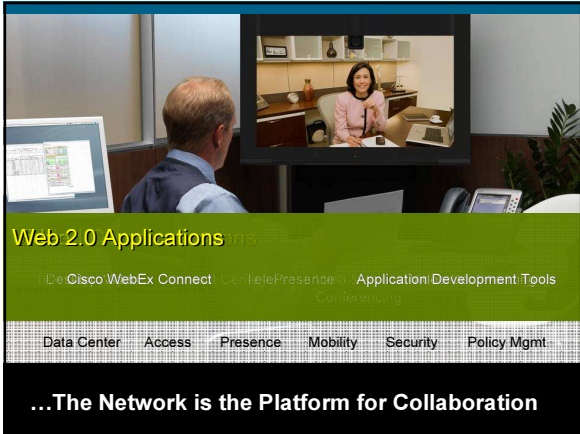 Web 2.0 Applications
Cisco WebEx Connect TelePresence Application Development Tools
Conferencing
Data Center Access Presence Mobility Security Policy Mgmt
…The Network is the Platform for Collaboration